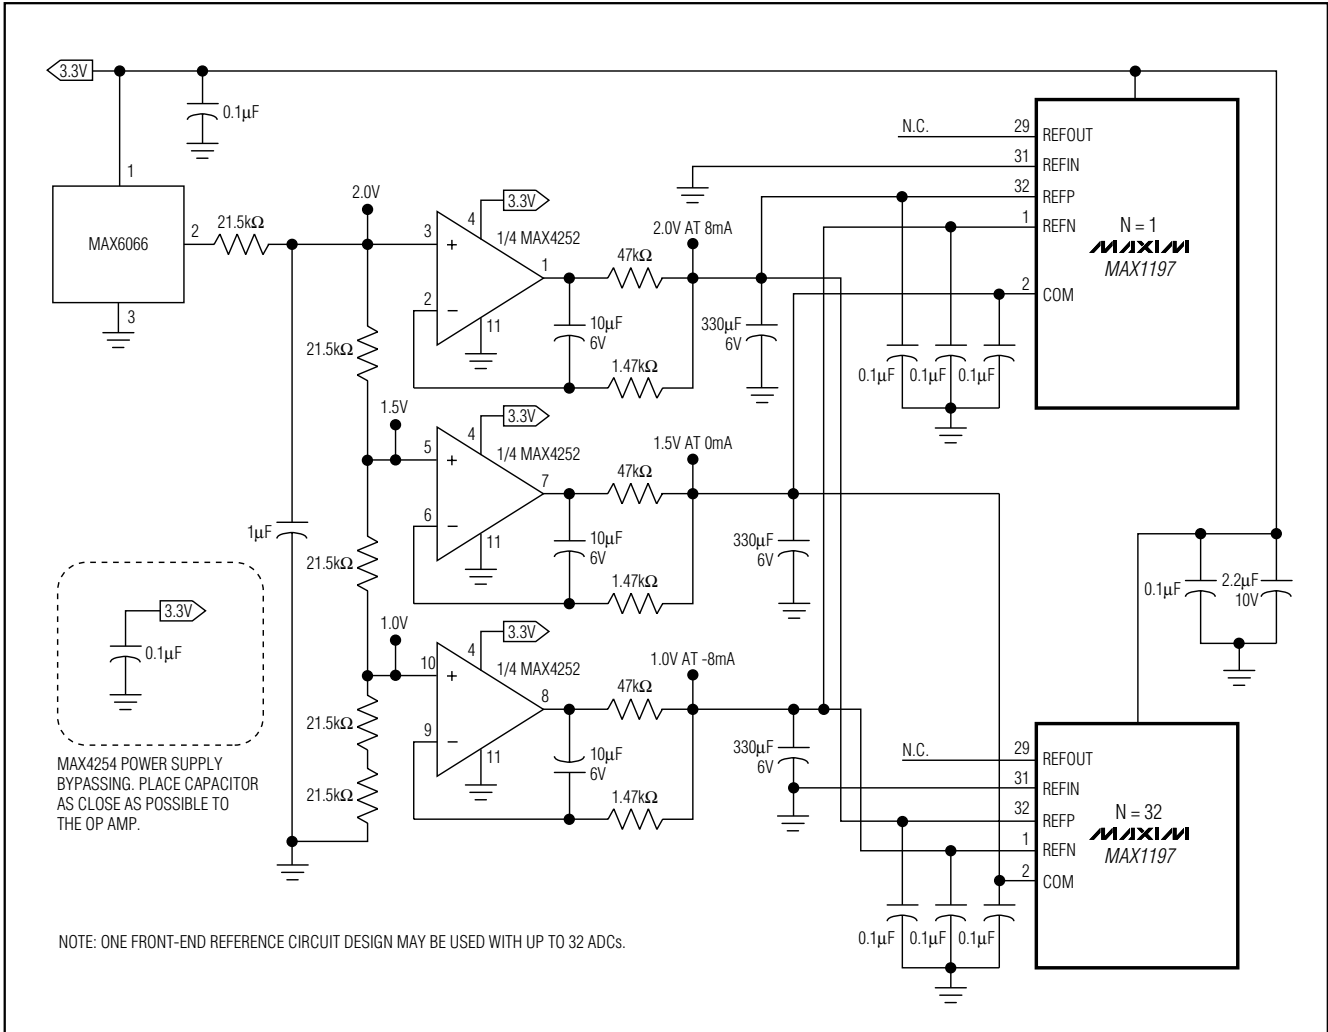 3.3V
0.1µF
1
MAX6066
2
3
21.5kΩ
2.0V
21.5kΩ
1µF
21.5kΩ
21.5kΩ
21.5kΩ
3
+
2
−
4
3.3V
1/4 MAX4252
1
11
10µF
6V
47kΩ
1.47kΩ
2.0V AT 8mA
330µF
6V
1.5V
5
+
6
−
4
3.3V
1/4 MAX4252
7
11
10µF
6V
47kΩ
1.47kΩ
1.5V AT 0mA
330µF
6V
1.0V
10
+
9
−
4
3.3V
1/4 MAX4252
8
11
10µF
6V
47kΩ
1.47kΩ
1.0V AT -8mA
330µF
6V
N.C.
29
REFOUT
31
REFIN
32
REFP
1
REFN
2
COM
N = 1
MAXIM
MAX1197
0.1µF
0.1µF
0.1µF
0.1µF
2.2µF
10V
N.C.
29
REFOUT
31
REFIN
32
REFP
1
REFN
2
COM
N = 32
MAXIM
MAX1197
0.1µF
0.1µF
0.1µF
3.3V
0.1µF
MAX4254 POWER SUPPLY
BYPASSING. PLACE CAPACITOR
AS CLOSE AS POSSIBLE TO
THE OP AMP.
NOTE: ONE FRONT-END REFERENCE CIRCUIT DESIGN MAY BE USED WITH UP TO 32 ADCs.